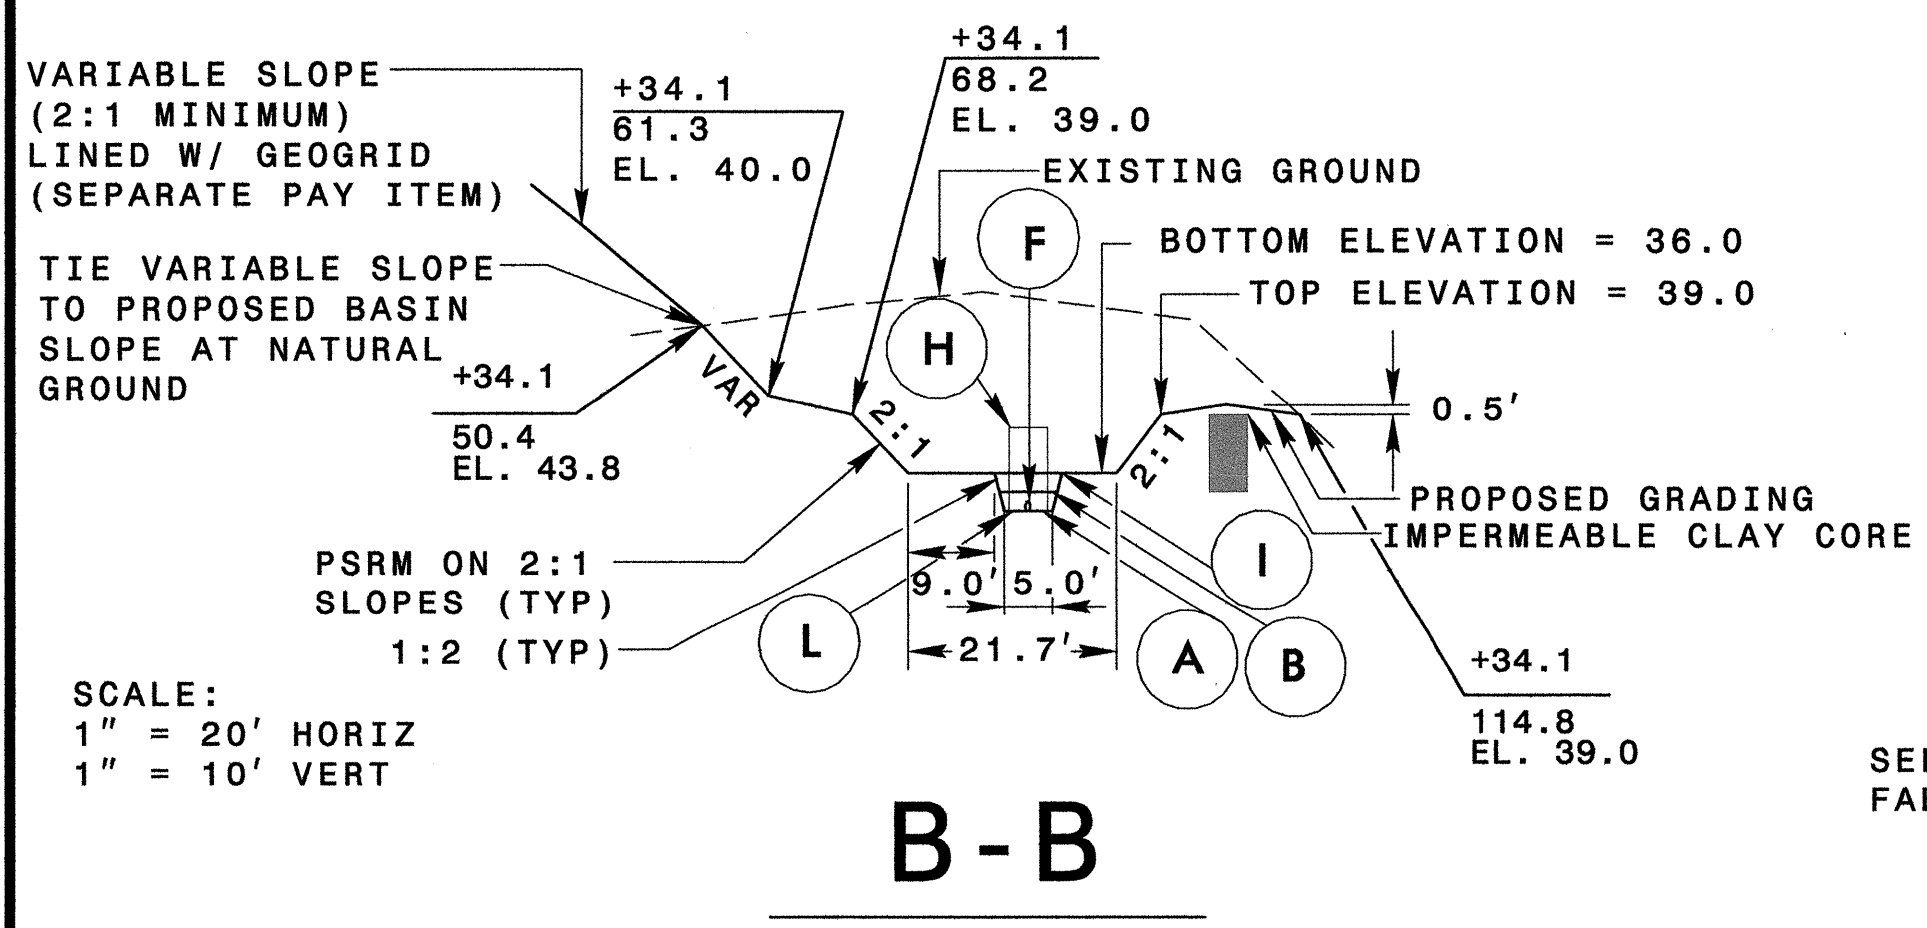 VARIABLE SLOPE
(2:1 MINIMUM)
LINED W/ GEOGRID
(SEPARATE PAY ITEM)
+34.1
61.3
EL. 40.0
+34.1
68.2
EL. 39.0
EXISTING GROUND
F
BOTTOM ELEVATION = 36.0
TOP ELEVATION = 39.0
TIE VARIABLE SLOPE
TO PROPOSED BASIN
SLOPE AT NATURAL
GROUND
+34.1
50.4
EL. 43.8
VAR
H
2:1
2:1
0.5'
PROPOSED GRADING
IMPERMEABLE CLAY CORE
PSRM ON 2:1
SLOPES (TYP)
1:2 (TYP)
9.0'
5.0'
21.7'
L
I
A
B
+34.1
114.8
EL. 39.0
SCALE:
1" = 20' HORIZ
1" = 10' VERT
B-B